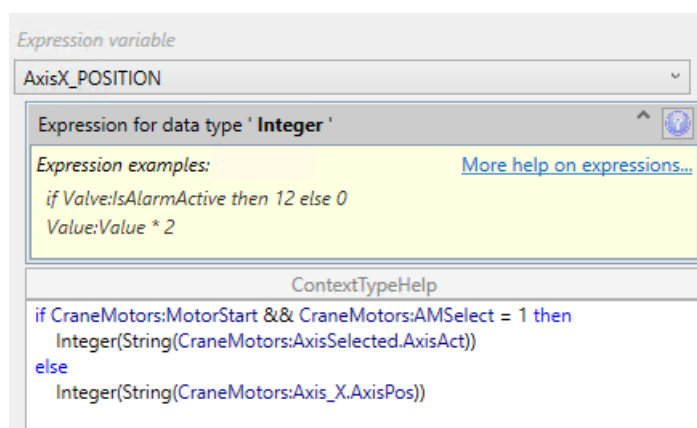 Expression variable
AxisX_POSITION
Expression for data type ' Integer '
Expression examples: More help on expressions...
if Valve:IsAlarmActive then 12 else 0
Value:Value * 2
ContextTypeHelp
if CraneMotors:MotorStart && CraneMotors:AMSelect = 1 then
Integer(String(CraneMotors:AxisSelected.AxisAct))
else
Integer(String(CraneMotors:Axis_X.AxisPos))